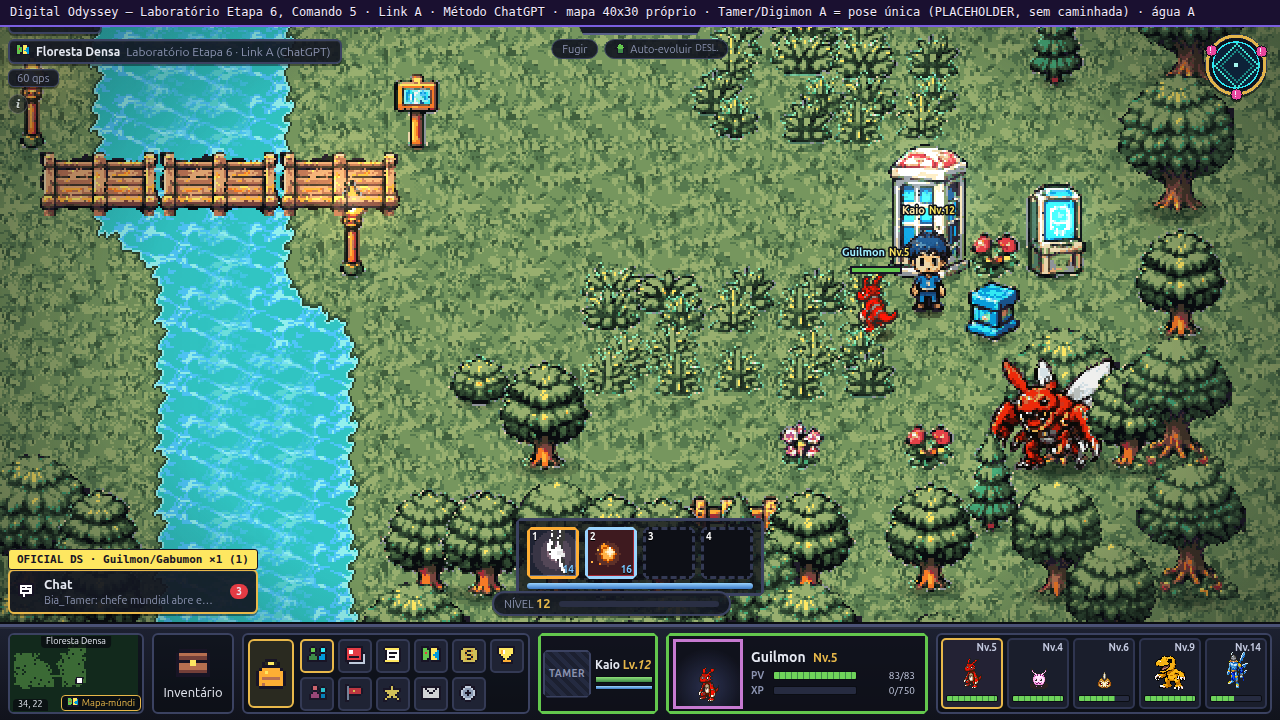 Digital Odyssey — Laboratório Etapa 6, Comando 5 · Link A · Método ChatGPT · mapa 40x30 próprio · Tamer/Digimon A = pose única (PLACEHOLDER, sem caminhada) · água A
Floresta Densa Laboratório Etapa 6 · Link A (ChatGPT)
Fugir
Auto-evoluir DESL.
60 qps
i
Kaio Nv.12
Guilmon Nv.5
1
14
2
16
3
4
NÍVEL 12
OFICIAL DS · Guilmon/Gabumon ×1 (1)
Chat
Bia_Tamer: chefe mundial abre e…
3
Floresta Densa
34, 22
Mapa-múndi
Inventário
TAMER
Kaio Lv.12
Guilmon Nv.5
PV 83/83
XP 0/750
Nv.5
Nv.4
Nv.6
Nv.9
Nv.14